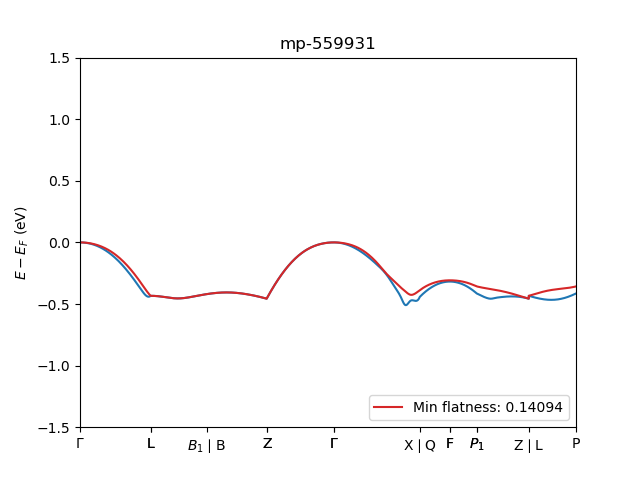 mp-559931
E − E_F (eV)
1.5
1.0
0.5
0.0
−0.5
−1.0
−1.5
Min flatness: 0.14094
Γ L B₁ | B Z Γ X | Q F P₁ Z | L P